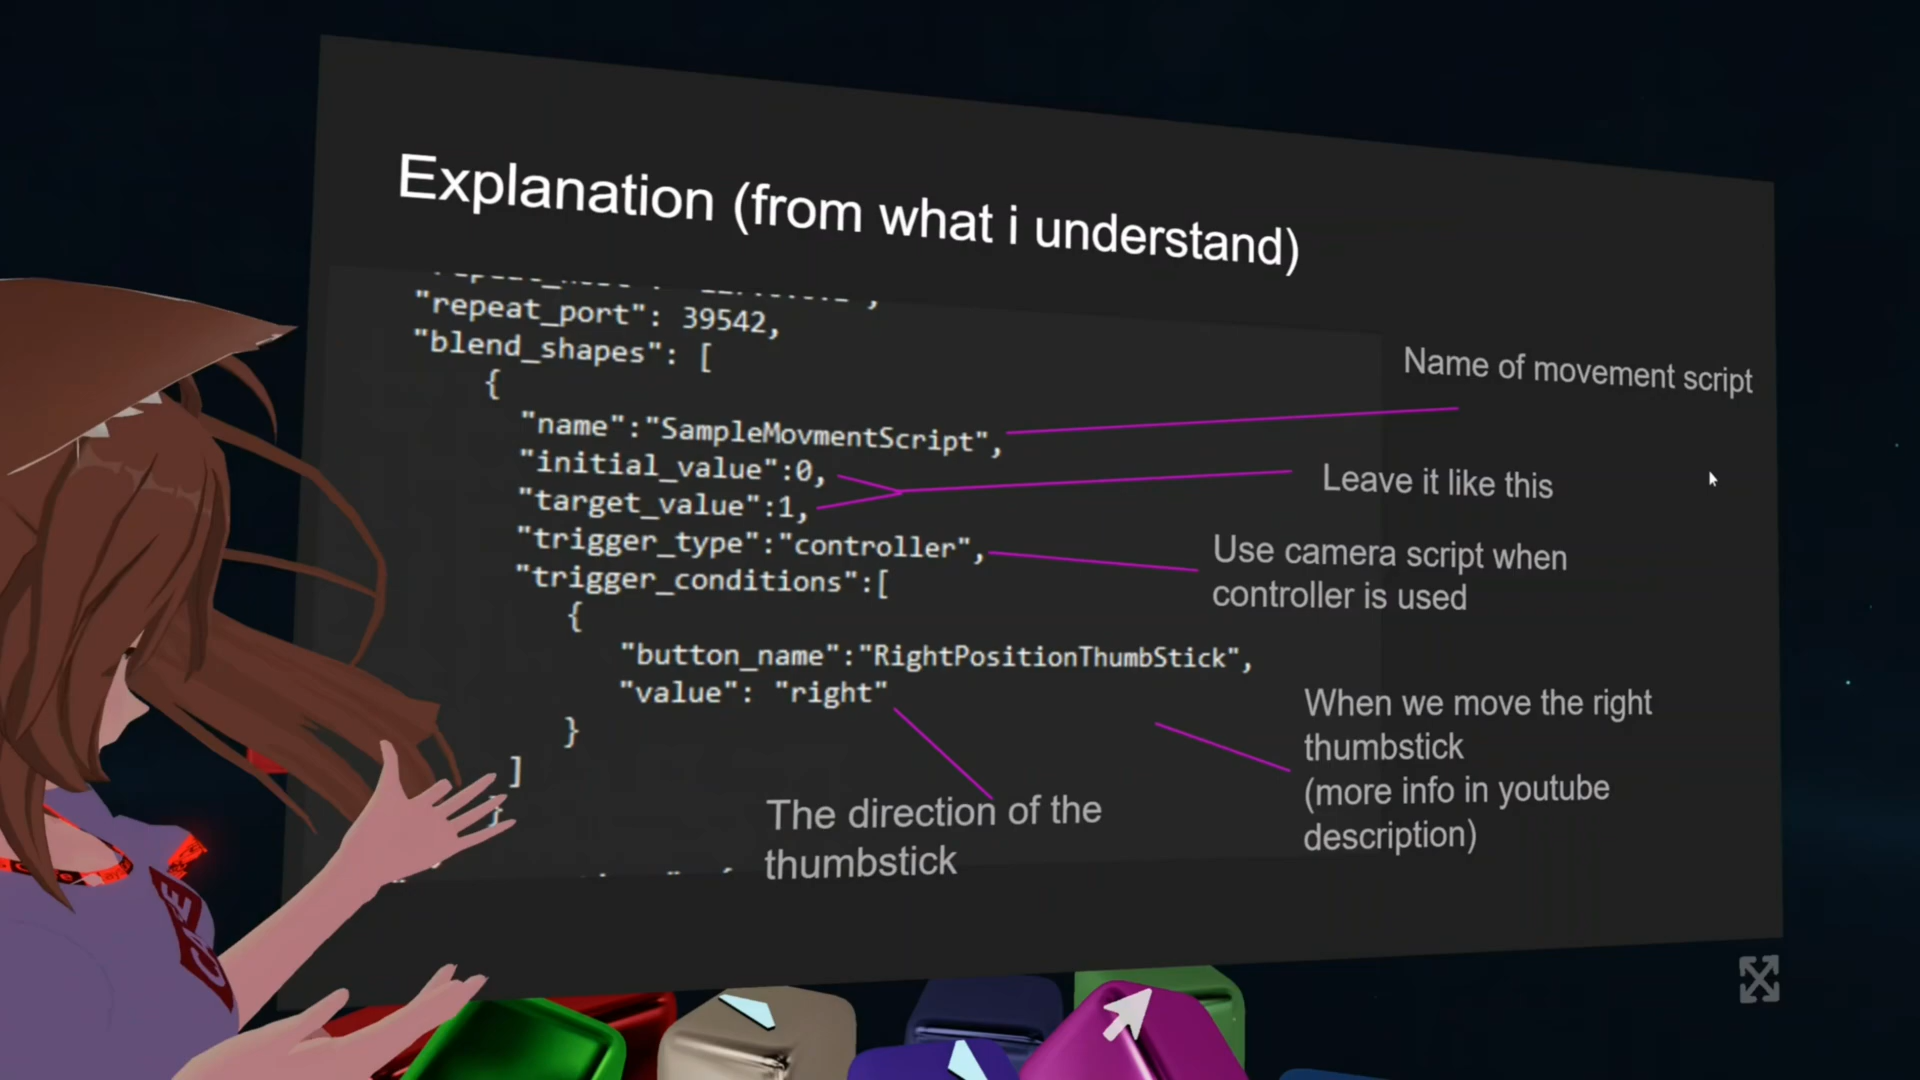 Explanation (from what i understand)
"repeat_port": 39542,
"blend_shapes": [
{
"name":"SampleMovmentScript",
"initial_value":0,
"target_value":1,
"trigger_type":"controller",
"trigger_conditions":[
{
"button_name":"RightPositionThumbStick",
"value": "right"
}
]
}
Name of movement script
Leave it like this
Use camera script when
controller is used
When we move the right
thumbstick
(more info in youtube
description)
The direction of the
thumbstick